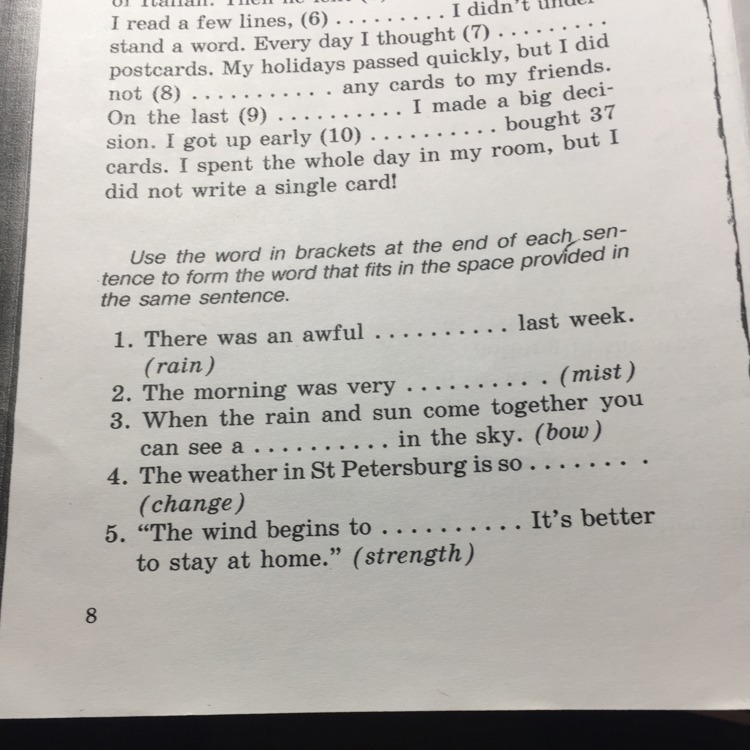 of Italian. Then he
I read a few lines, (6) ......... I didn't under-
stand a word. Every day I thought (7) .........
postcards. My holidays passed quickly, but I did
not (8) ........... any cards to my friends.
On the last (9) .......... I made a big deci-
sion. I got up early (10) .......... bought 37
cards. I spent the whole day in my room, but I
did not write a single card!
Use the word in brackets at the end of each sen-
tence to form the word that fits in the space provided in
the same sentence.
1. There was an awful .......... last week.
(rain)
2. The morning was very .......... (mist)
3. When the rain and sun come together you
can see a .......... in the sky. (bow)
4. The weather in St Petersburg is so ........
(change)
5. “The wind begins to .......... It's better
to stay at home.” (strength)
8